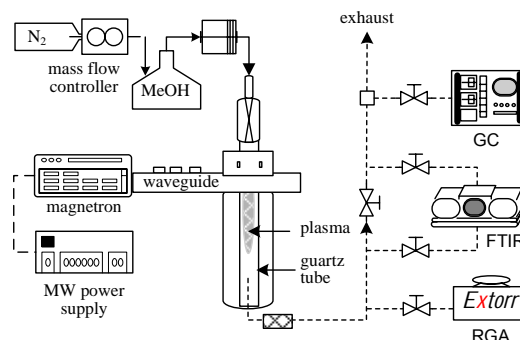 N2
mass flow
controller
MeOH
exhaust
GC
waveguide
magnetron
plasma
guartz
tube
MW power
supply
FTIR
Extorr
RGA